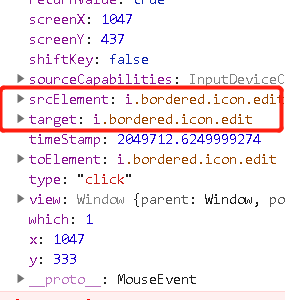 returnValue: true
screenX: 1047
screenY: 437
shiftKey: false
sourceCapabilities: InputDeviceC
srcElement: i.bordered.icon.edit
target: i.bordered.icon.edit
timeStamp: 2049712.6249999274
toElement: i.bordered.icon.edit
type: "click"
view: Window {parent: Window, po
which: 1
x: 1047
y: 333
__proto__: MouseEvent